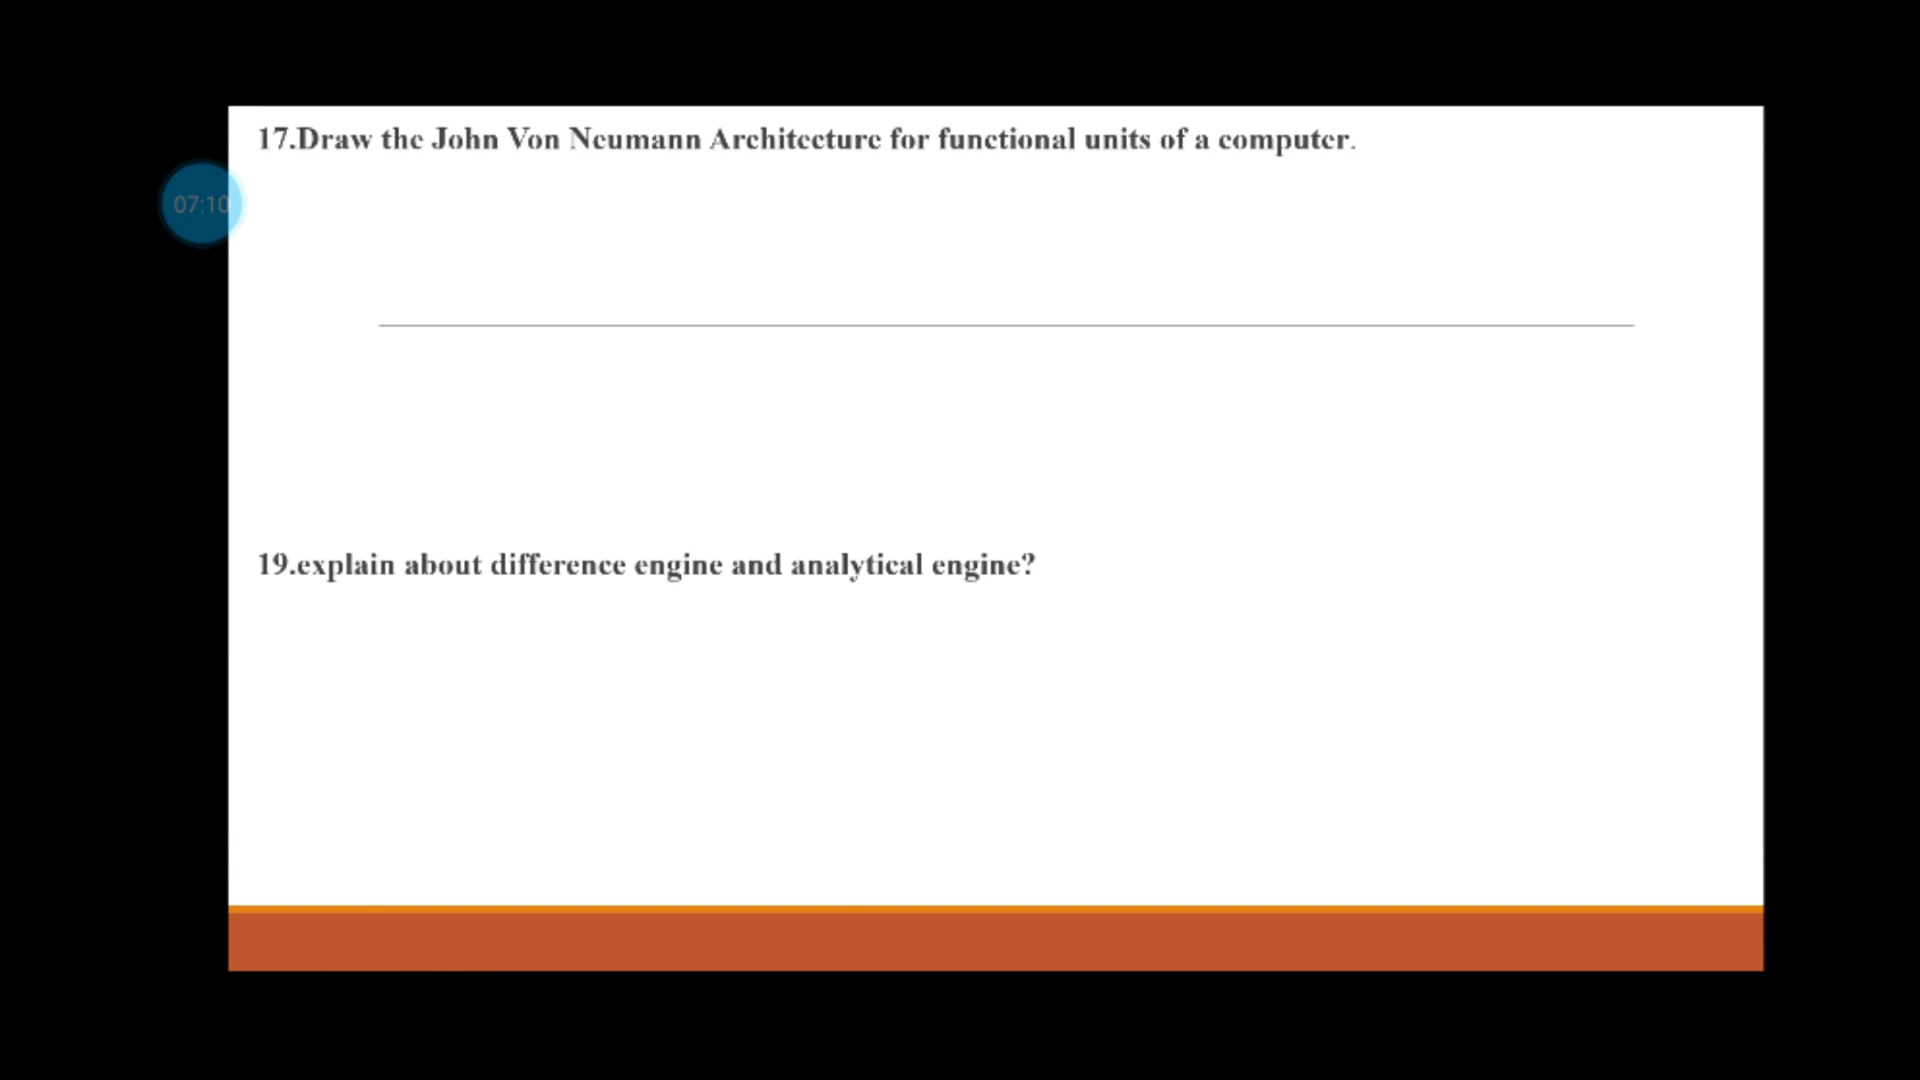 17.Draw the John Von Neumann Architecture for functional units of a computer.
07:10
19.explain about difference engine and analytical engine?